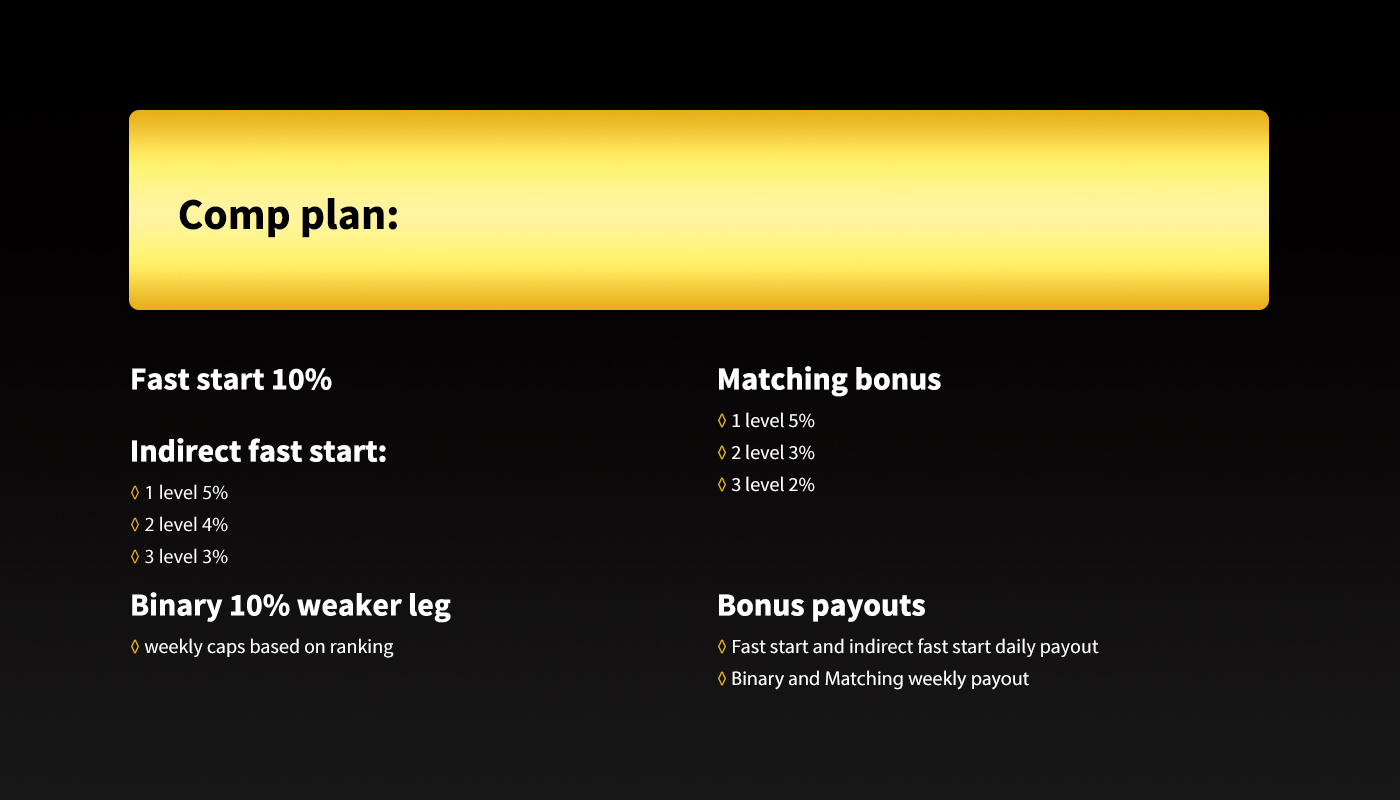 Comp plan:
Fast start 10%
Indirect fast start:
◊ 1 level 5%
◊ 2 level 4%
◊ 3 level 3%
Binary 10% weaker leg
◊ weekly caps based on ranking
Matching bonus
◊ 1 level 5%
◊ 2 level 3%
◊ 3 level 2%
Bonus payouts
◊ Fast start and indirect fast start daily payout
◊ Binary and Matching weekly payout